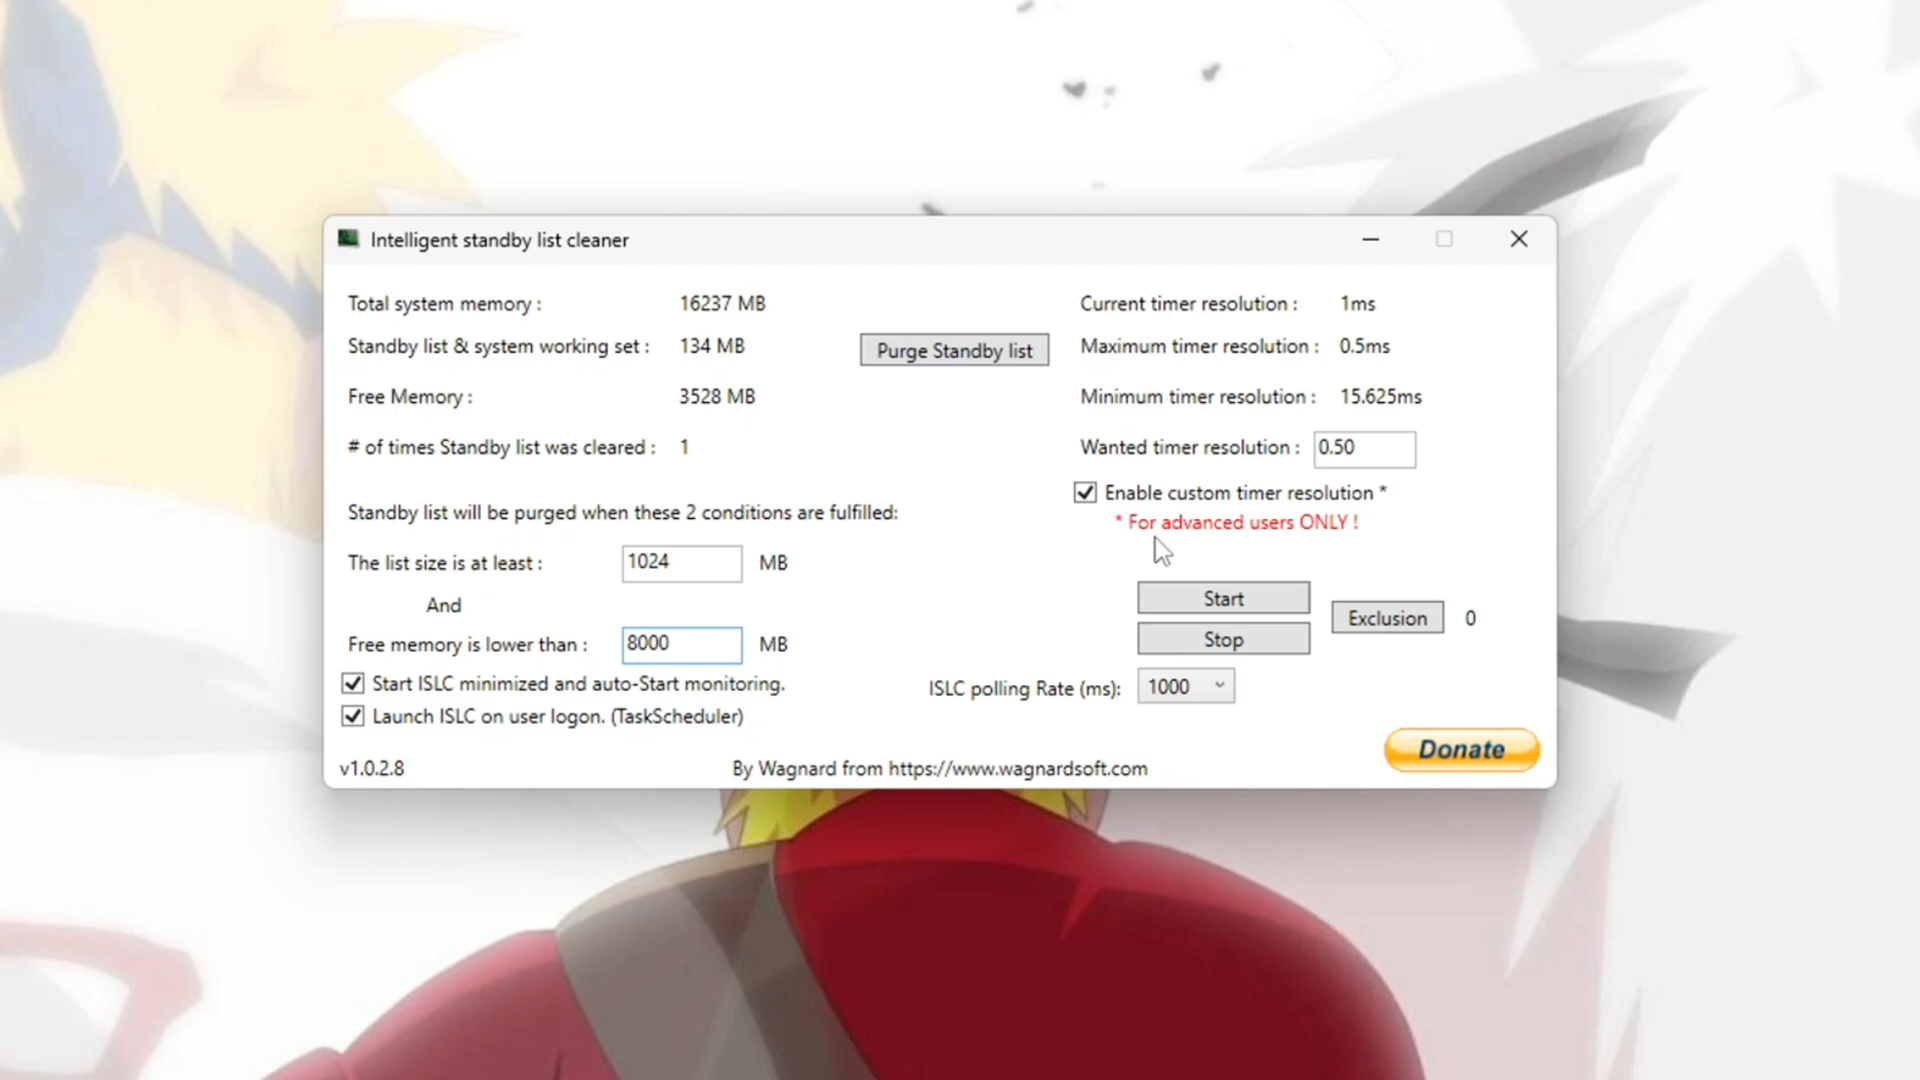 Intelligent standby list cleaner
Total system memory : 16237 MB
Standby list & system working set : 134 MB
Purge Standby list
Free Memory : 3528 MB
# of times Standby list was cleared : 1
Standby list will be purged when these 2 conditions are fulfilled:
The list size is at least : 1024 MB
And
Free memory is lower than : 8000 MB
Start ISLC minimized and auto-Start monitoring.
Launch ISLC on user logon. (TaskScheduler)
Current timer resolution : 1ms
Maximum timer resolution : 0.5ms
Minimum timer resolution : 15.625ms
Wanted timer resolution : 0.50
Enable custom timer resolution *
* For advanced users ONLY !
Start
Stop
Exclusion 0
ISLC polling Rate (ms): 1000
Donate
v1.0.2.8
By Wagnard from https://www.wagnardsoft.com